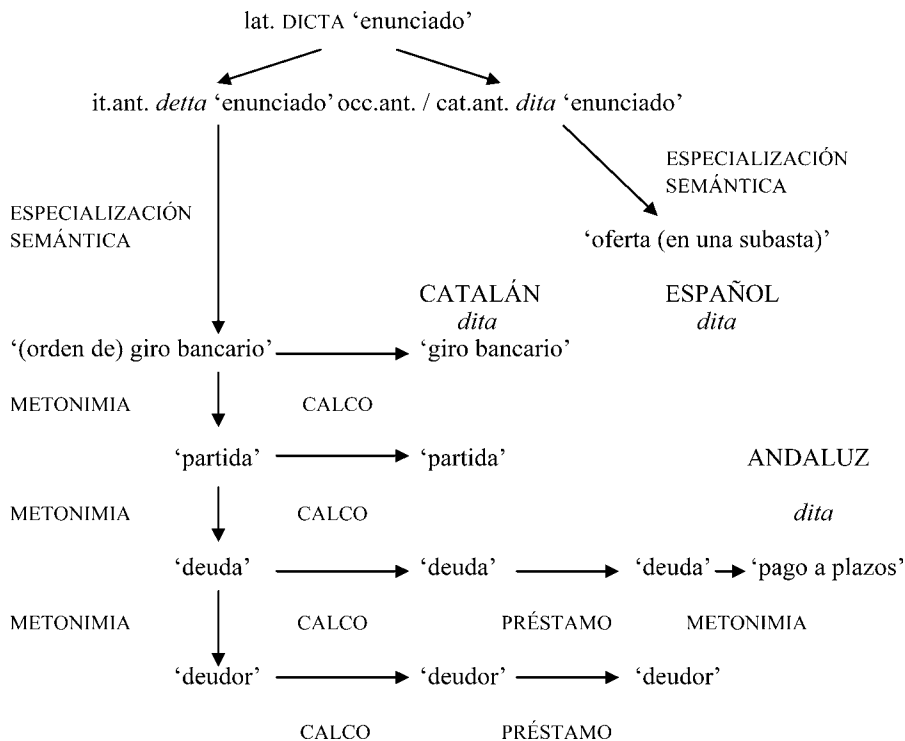 lat. DICTA ‘enunciado’
it.ant. detta ‘enunciado’ occ.ant. / cat.ant. dita ‘enunciado’
ESPECIALIZACIÓN
SEMÁNTICA
ESPECIALIZACIÓN
SEMÁNTICA
‘oferta (en una subasta)’
CATALÁN ESPAÑOL
dita dita
‘(orden de) giro bancario’ ‘giro bancario’
METONIMIA CALCO
‘partida’ ‘partida’ ANDALUZ
METONIMIA CALCO dita
‘deuda’ ‘deuda’ ‘deuda’ ‘pago a plazos’
METONIMIA CALCO PRÉSTAMO METONIMIA
‘deudor’ ‘deudor’ ‘deudor’
CALCO PRÉSTAMO